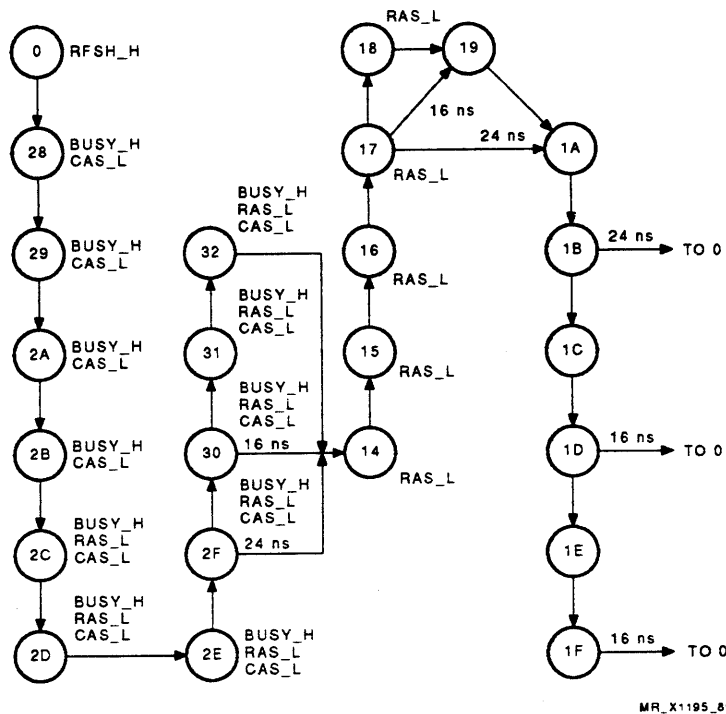 0 RFSH_H
28 BUSY_H
CAS_L
29 BUSY_H
CAS_L
2A BUSY_H
CAS_L
2B BUSY_H
CAS_L
2C BUSY_H
RAS_L
CAS_L
2D BUSY_H
RAS_L
CAS_L
2E BUSY_H
RAS_L
CAS_L
2F 24 ns
BUSY_H
RAS_L
CAS_L
30 16 ns
BUSY_H
RAS_L
CAS_L
31
BUSY_H
RAS_L
CAS_L
32
BUSY_H
RAS_L
CAS_L
14
RAS_L
15
RAS_L
16
RAS_L
17
RAS_L
16 ns
24 ns
18
RAS_L
19
1A
1B 24 ns TO 0
1C
1D 16 ns TO 0
1E
1F 16 ns TO 0
MR_X1195_8